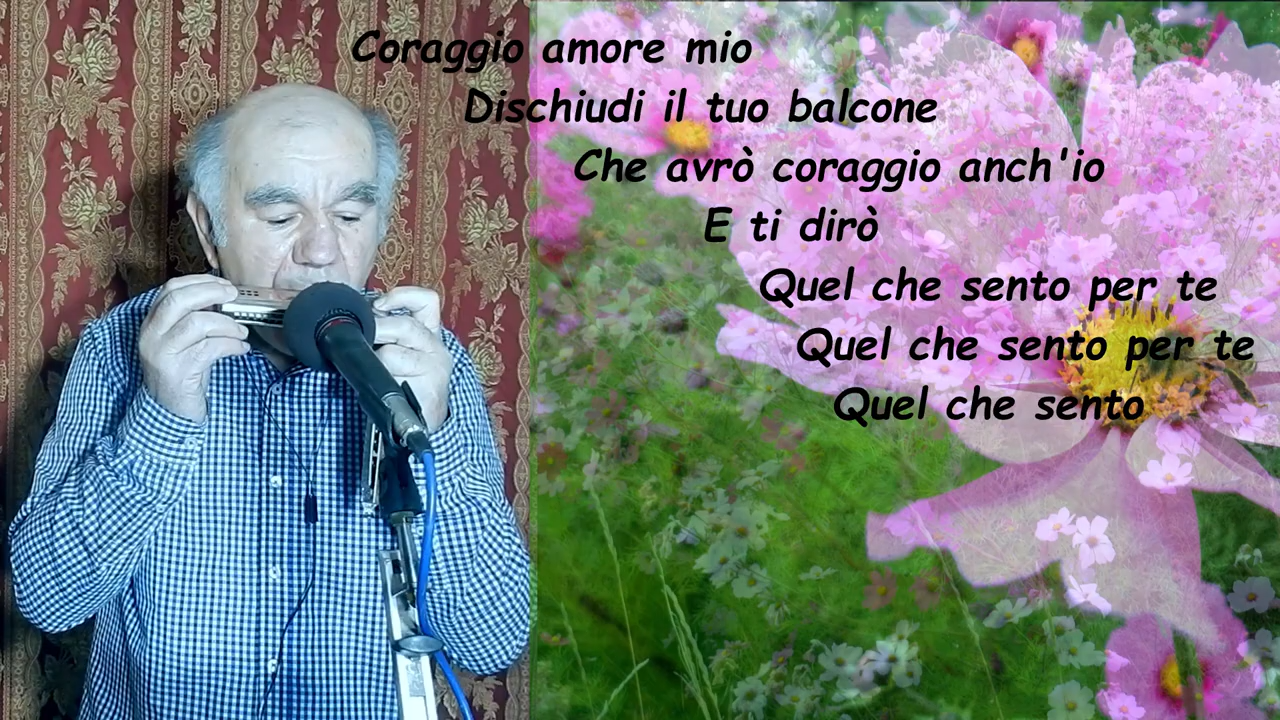 Coraggio amore mio
Dischiudi il tuo balcone
Che avrò coraggio anch'io
E ti dirò
Quel che sento per te
Quel che sento per te
Quel che sento